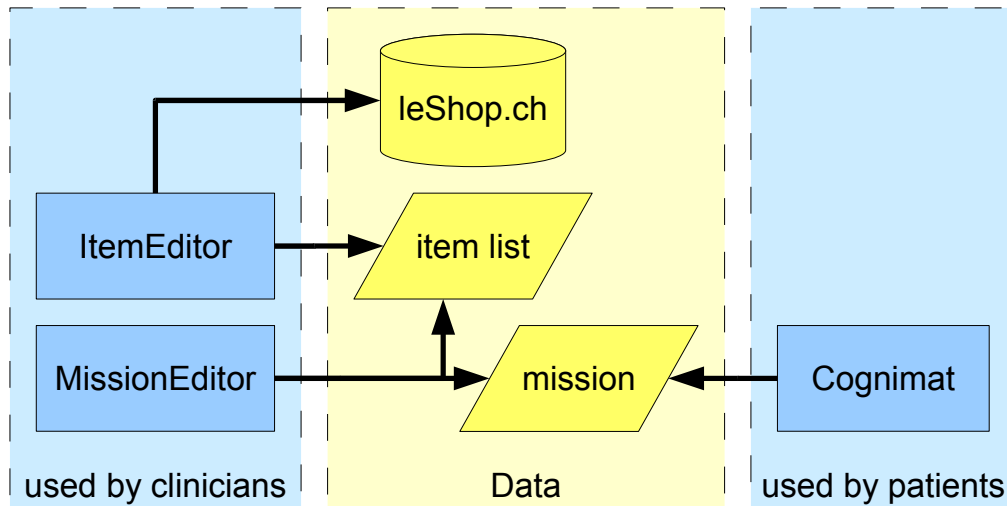 leShop.ch
ItemEditor
item list
MissionEditor
mission
Cognimat
used by clinicians
Data
used by patients